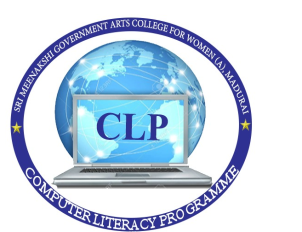 SRI MEENAKSHI GOVERNMENT ARTS COLLEGE FOR WOMEN (A), MADURAI
CLP
COMPUTER LITERACY PROGRAMME